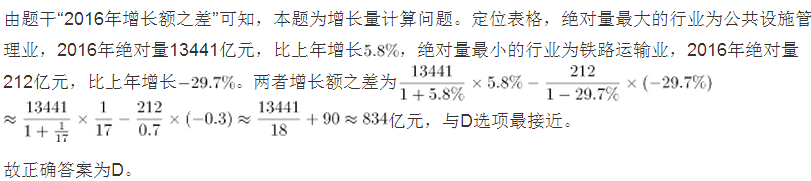 由题干“2016年增长额之差”可知，本题为增长量计算问题。定位表格，绝对量最大的行业为公共设施管
理业，2016年绝对量13441亿元，比上年增长5.8%，绝对量最小的行业为铁路运输业，2016年绝对量
212亿元，比上年增长-29.7%。两者增长额之差为$\frac{13441}{1+5.8\%}\times5.8\%-\frac{212}{1-29.7\%}\times(-29.7\%)$
$\approx\frac{13441}{1+\frac{1}{17}}\times\frac{1}{17}-\frac{212}{0.7}\times(-0.3)\approx\frac{13441}{18}+90\approx834$亿元，与D选项最接近。
故正确答案为D。